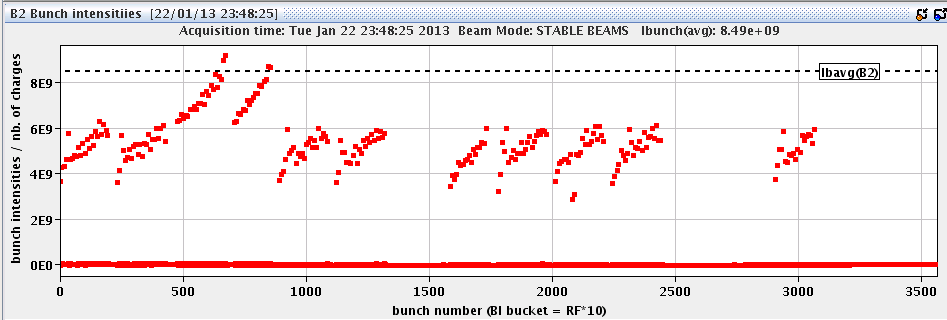 B2 Bunch intensitiies [22/01/13 23:48:25]
Acquisition time: Tue Jan 22 23:48:25 2013 Beam Mode: STABLE BEAMS Ibunch(avg): 8.49e+09
bunch intensities / nb. of charges
8E9
6E9
4E9
2E9
0E0
Ibavg(B2)
0 500 1000 1500 2000 2500 3000 3500
bunch number (BI bucket = RF*10)